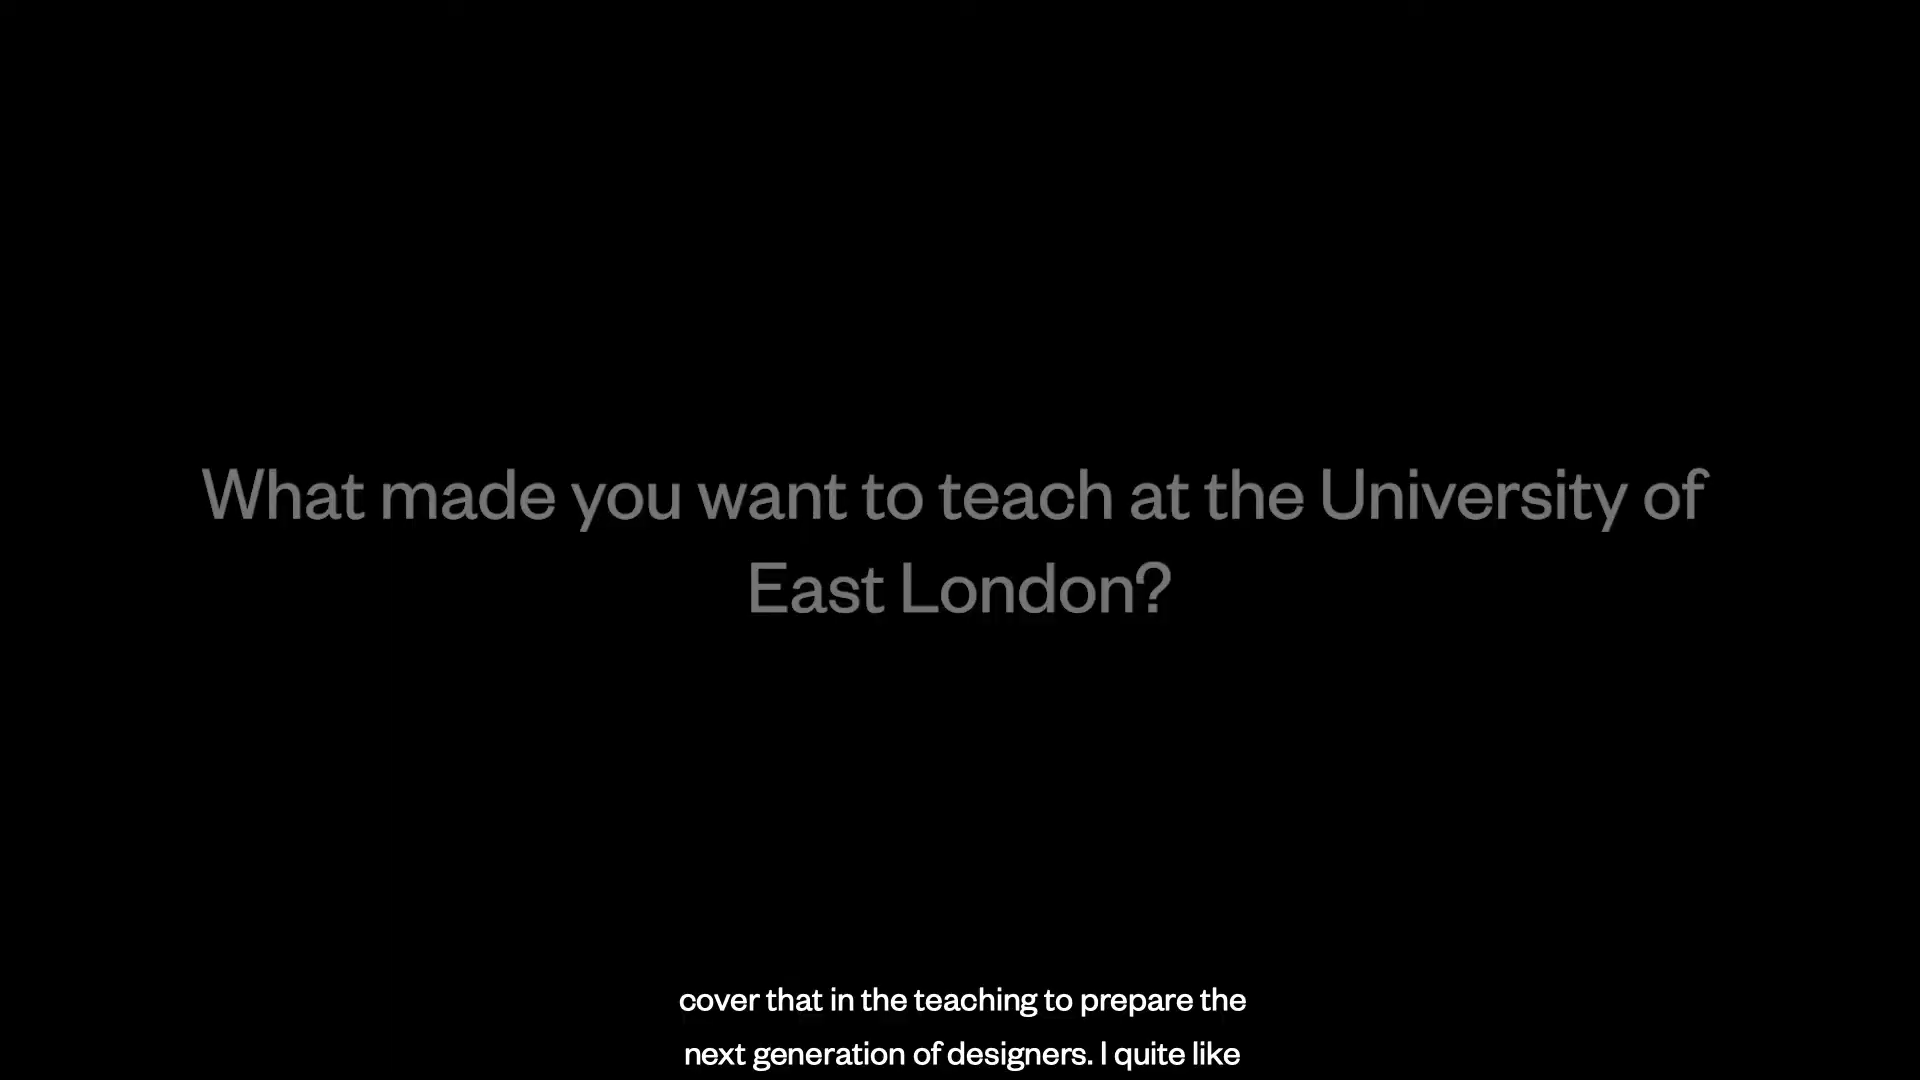 What made you want to teach at the University of
East London?
cover that in the teaching to prepare the
next generation of designers. I quite like